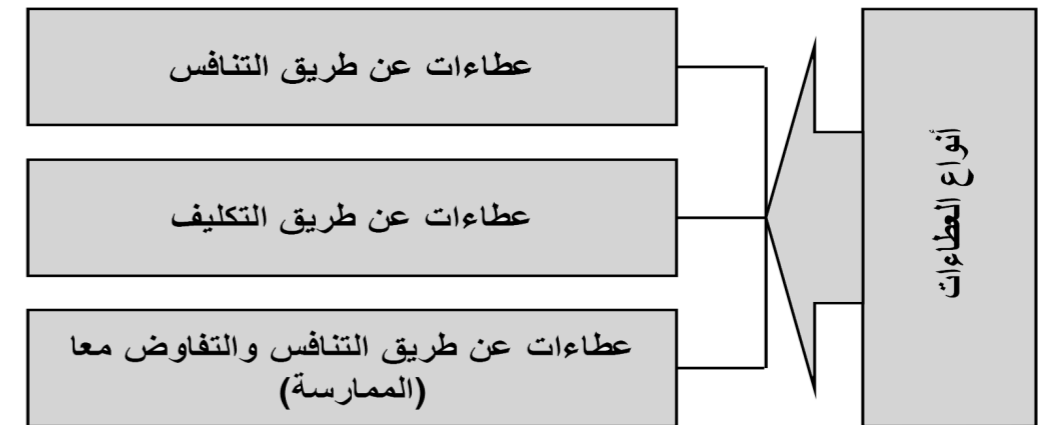 أنواع العطاءات
عطاءات عن طريق التنافس
عطاءات عن طريق التكليف
عطاءات عن طريق التنافس والتفاوض معا
(الممارسة)